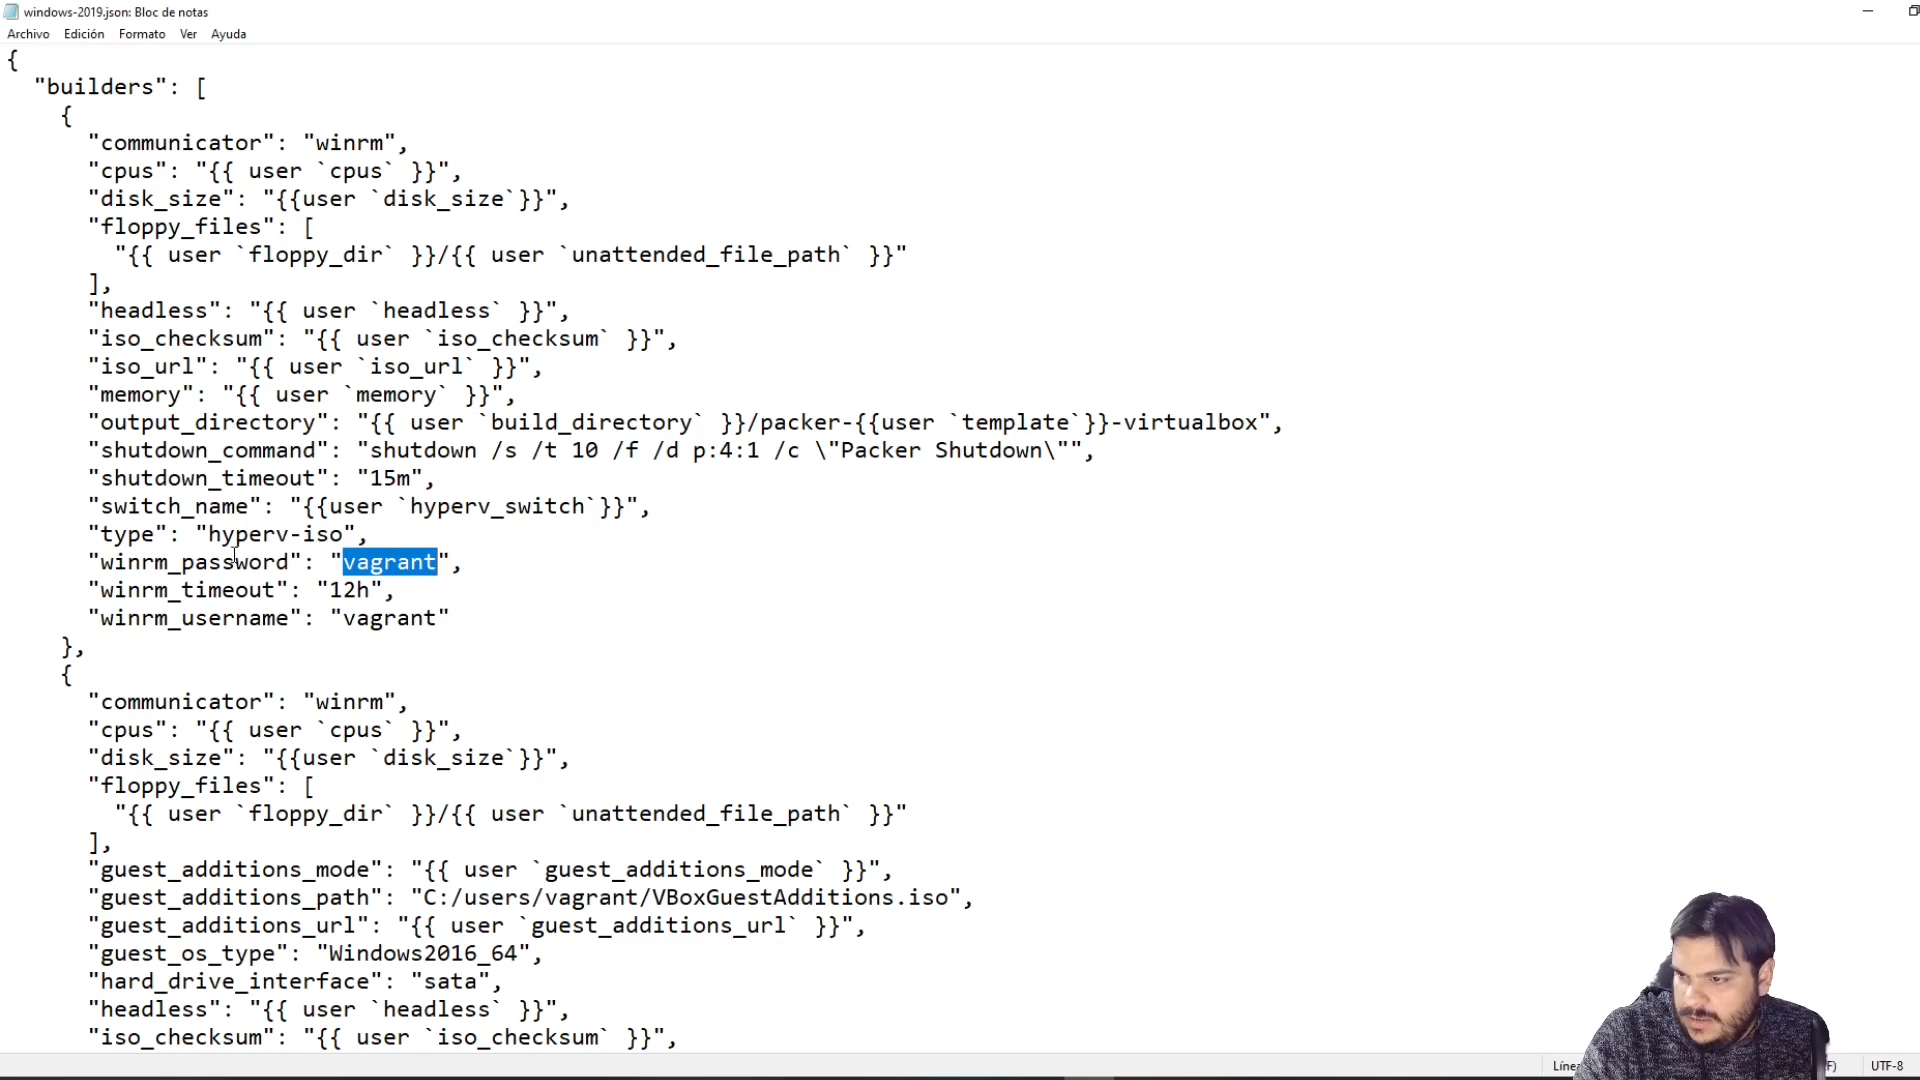 windows-2019.json: Bloc de notas
Archivo Edición Formato Ver Ayuda
{
"builders": [
{
"communicator": "winrm",
"cpus": "{{ user `cpus` }}",
"disk_size": "{{user `disk_size`}}",
"floppy_files": [
"{{ user `floppy_dir` }}/{{ user `unattended_file_path` }}"
],
"headless": "{{ user `headless` }}",
"iso_checksum": "{{ user `iso_checksum` }}",
"iso_url": "{{ user `iso_url` }}",
"memory": "{{ user `memory` }}",
"output_directory": "{{ user `build_directory` }}/packer-{{user `template`}}-virtualbox",
"shutdown_command": "shutdown /s /t 10 /f /d p:4:1 /c \"Packer Shutdown\"",
"shutdown_timeout": "15m",
"switch_name": "{{user `hyperv_switch`}}",
"type": "hyperv-iso",
"winrm_password": "vagrant",
"winrm_timeout": "12h",
"winrm_username": "vagrant"
},
{
"communicator": "winrm",
"cpus": "{{ user `cpus` }}",
"disk_size": "{{user `disk_size`}}",
"floppy_files": [
"{{ user `floppy_dir` }}/{{ user `unattended_file_path` }}"
],
"guest_additions_mode": "{{ user `guest_additions_mode` }}",
"guest_additions_path": "C:/users/vagrant/VBoxGuestAdditions.iso",
"guest_additions_url": "{{ user `guest_additions_url` }}",
"guest_os_type": "Windows2016_64",
"hard_drive_interface": "sata",
"headless": "{{ user `headless` }}",
"iso_checksum": "{{ user `iso_checksum` }}",
UTF-8